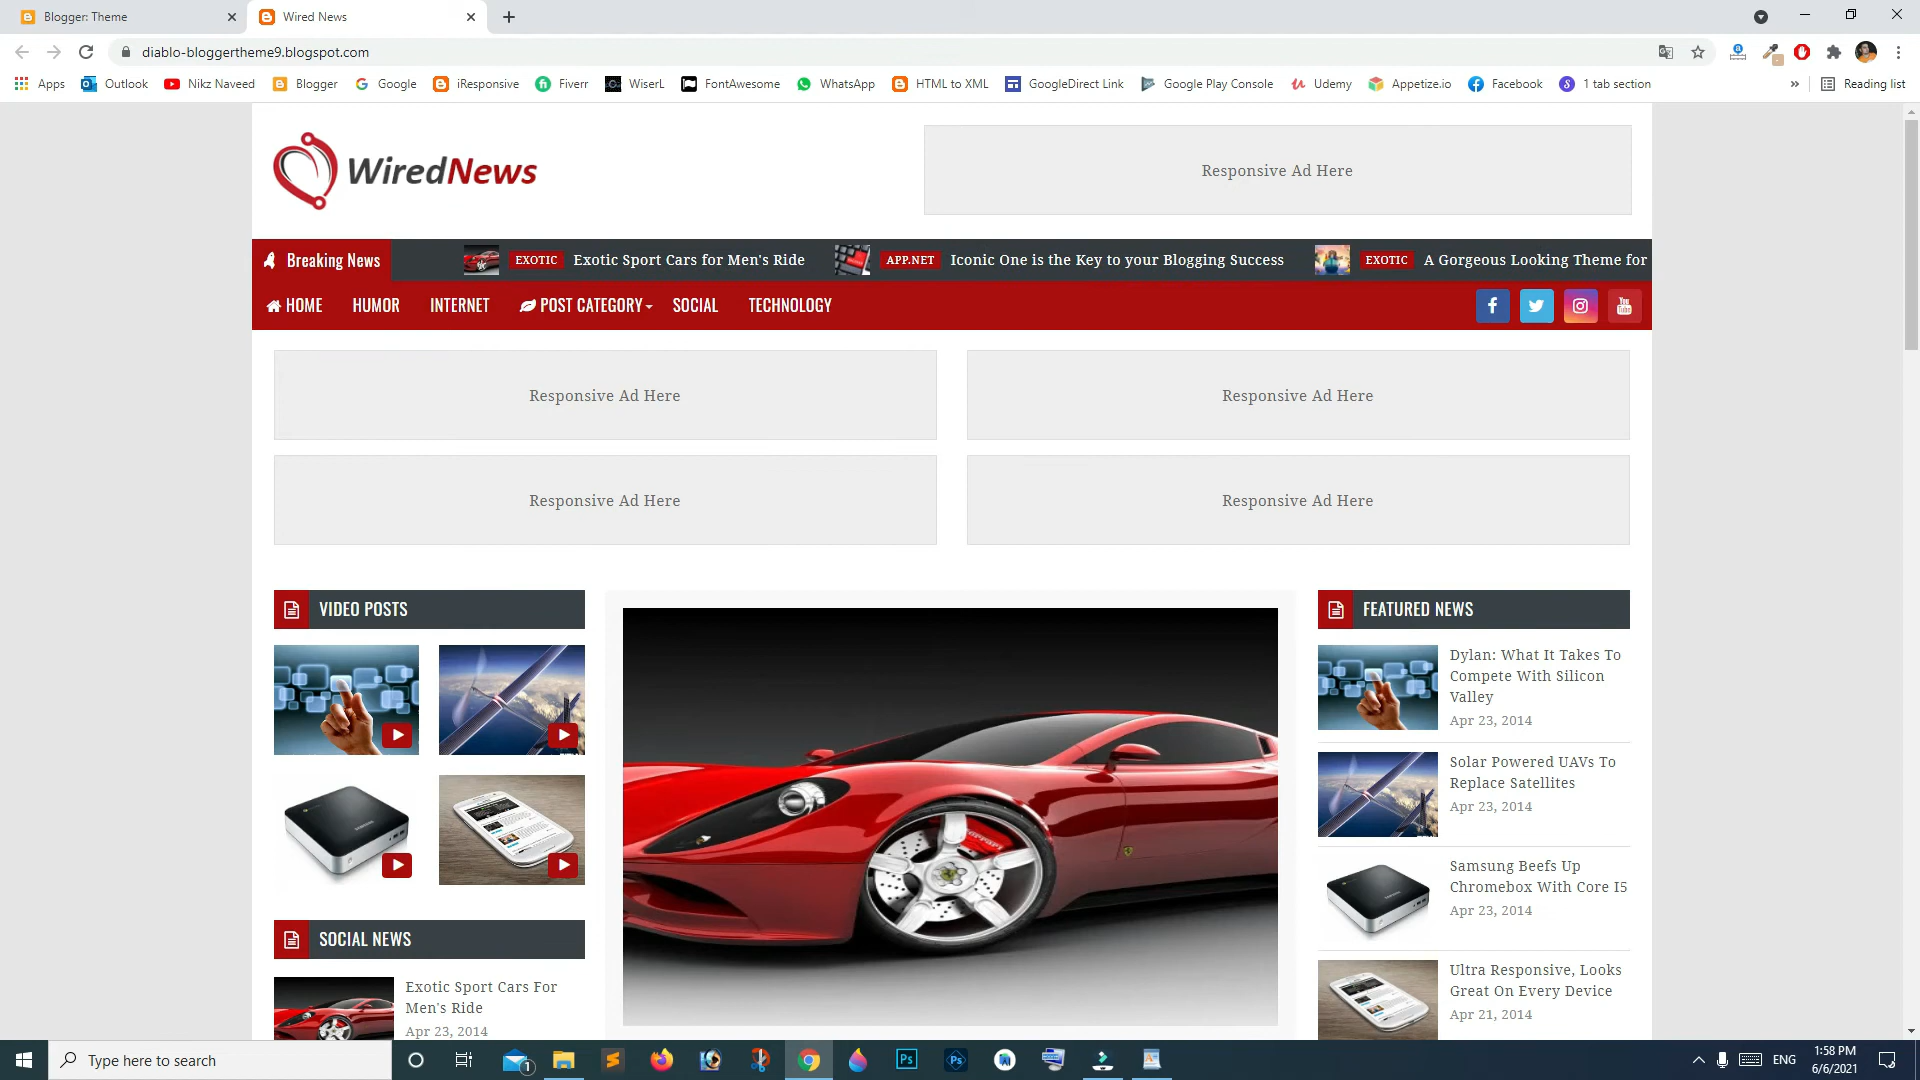 Blogger: Theme
Wired News
diablo-bloggertheme9.blogspot.com
Apps Outlook Nikz Naveed Blogger Google iResponsive Fiverr WiserL FontAwesome WhatsApp HTML to XML GoogleDirect Link Google Play Console Udemy Appetize.io Facebook 1 tab section » Reading list
WiredNews
Responsive Ad Here
Breaking News EXOTIC Exotic Sport Cars for Men's Ride APP.NET Iconic One is the Key to your Blogging Success EXOTIC A Gorgeous Looking Theme for
HOME HUMOR INTERNET POST CATEGORY SOCIAL TECHNOLOGY
Responsive Ad Here
Responsive Ad Here
Responsive Ad Here
Responsive Ad Here
VIDEO POSTS
SOCIAL NEWS
Exotic Sport Cars For
Men's Ride
Apr 23, 2014
FEATURED NEWS
Dylan: What It Takes To
Compete With Silicon
Valley
Apr 23, 2014
Solar Powered UAVs To
Replace Satellites
Apr 23, 2014
Samsung Beefs Up
Chromebox With Core I5
Apr 23, 2014
Ultra Responsive, Looks
Great On Every Device
Apr 21, 2014
Type here to search
1
Ps
Ps
ENG
1:58 PM
6/6/2021